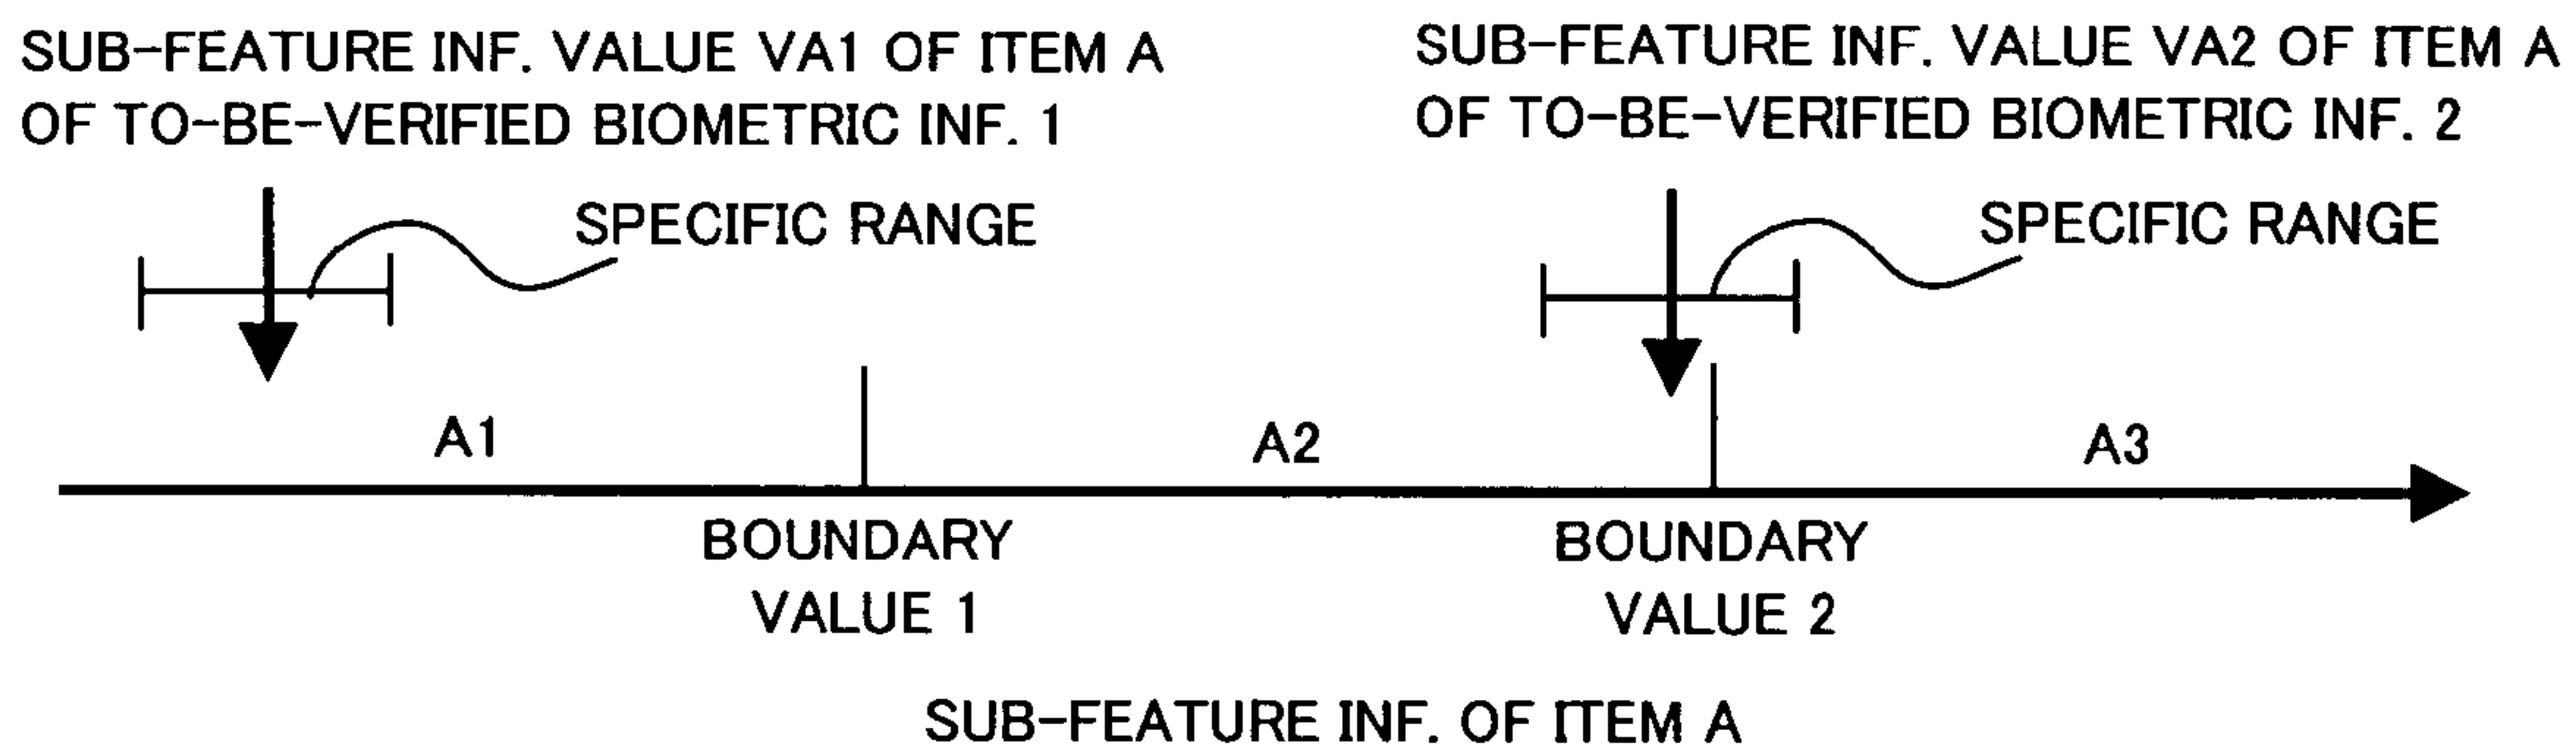 SUB-FEATURE INF. VALUE VA1 OF ITEM A
OF TO-BE-VERIFIED BIOMETRIC INF. 1
SUB-FEATURE INF. VALUE VA2 OF ITEM A
OF TO-BE-VERIFIED BIOMETRIC INF. 2
SPECIFIC RANGE
SPECIFIC RANGE
A1
A2
A3
BOUNDARY
VALUE 1
BOUNDARY
VALUE 2
SUB-FEATURE INF. OF ITEM A